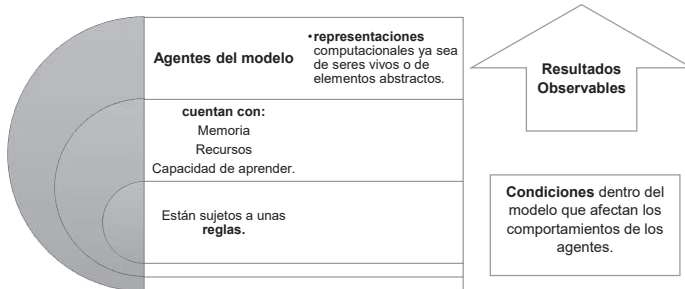 Agentes del modelo
•representaciones
computacionales ya sea
de seres vivos o de
elementos abstractos.
cuentan con:
Memoria
Recursos
Capacidad de aprender.
Están sujetos a unas
reglas.
Resultados
Observables
Condiciones dentro del
modelo que afectan los
comportamientos de los
agentes.